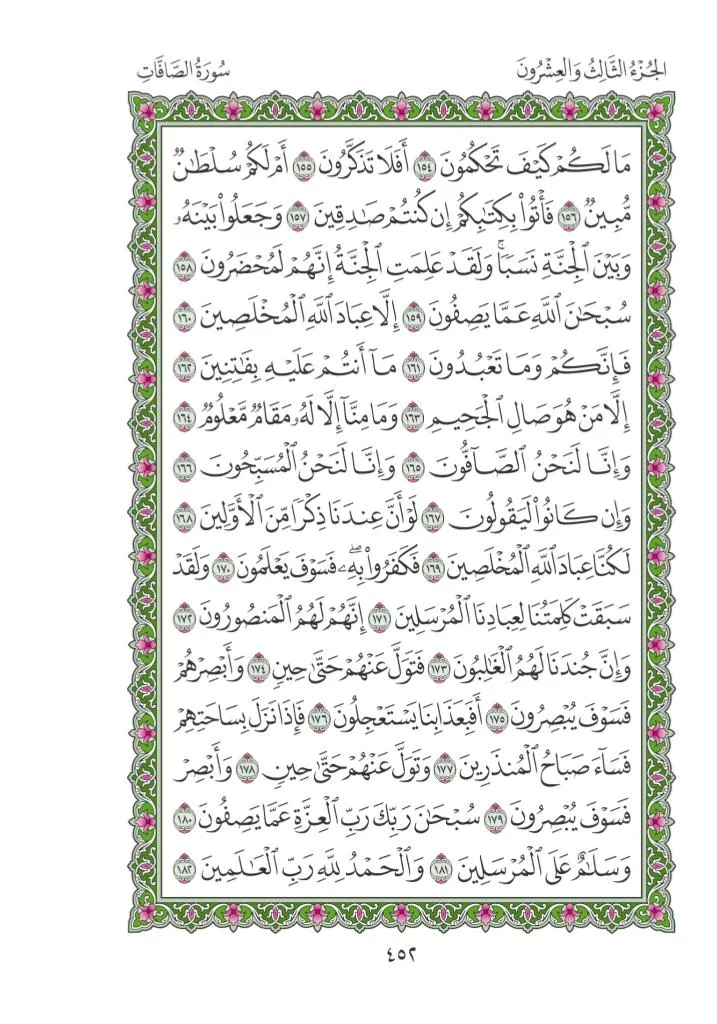 الجُزْءُ الثَّالِثُ وَالعِشْرُونَ
سُورَةُ الصَّافَّاتِ
مَا لَكُمْ كَيْفَ تَحْكُمُونَ ١٥٤ أَفَلَا تَذَكَّرُونَ ١٥٥ أَمْ لَكُمْ سُلْطَٰنٌ
مُّبِينٌ ١٥٦ فَأْتُوا۟ بِكِتَٰبِكُمْ إِن كُنتُمْ صَٰدِقِينَ ١٥٧ وَجَعَلُوا۟ بَيْنَهُۥ
وَبَيْنَ ٱلْجِنَّةِ نَسَبًا ۚ وَلَقَدْ عَلِمَتِ ٱلْجِنَّةُ إِنَّهُمْ لَمُحْضَرُونَ ١٥٨
سُبْحَٰنَ ٱللَّهِ عَمَّا يَصِفُونَ ١٥٩ إِلَّا عِبَادَ ٱللَّهِ ٱلْمُخْلَصِينَ ١٦٠
فَإِنَّكُمْ وَمَا تَعْبُدُونَ ١٦١ مَآ أَنتُمْ عَلَيْهِ بِفَٰتِنِينَ ١٦٢
إِلَّا مَنْ هُوَ صَالِ ٱلْجَحِيمِ ١٦٣ وَمَا مِنَّآ إِلَّا لَهُۥ مَقَامٌ مَّعْلُومٌ ١٦٤
وَإِنَّا لَنَحْنُ ٱلصَّآفُّونَ ١٦٥ وَإِنَّا لَنَحْنُ ٱلْمُسَبِّحُونَ ١٦٦
وَإِن كَانُوا۟ لَيَقُولُونَ ١٦٧ لَوْ أَنَّ عِندَنَا ذِكْرًا مِّنَ ٱلْأَوَّلِينَ ١٦٨
لَكُنَّا عِبَادَ ٱللَّهِ ٱلْمُخْلَصِينَ ١٦٩ فَكَفَرُوا۟ بِهِۦ ۖ فَسَوْفَ يَعْلَمُونَ ١٧٠ وَلَقَدْ
سَبَقَتْ كَلِمَتُنَا لِعِبَادِنَا ٱلْمُرْسَلِينَ ١٧١ إِنَّهُمْ لَهُمُ ٱلْمَنصُورُونَ ١٧٢
وَإِنَّ جُندَنَا لَهُمُ ٱلْغَٰلِبُونَ ١٧٣ فَتَوَلَّ عَنْهُمْ حَتَّىٰ حِينٍ ١٧٤ وَأَبْصِرْهُمْ
فَسَوْفَ يُبْصِرُونَ ١٧٥ أَفَبِعَذَابِنَا يَسْتَعْجِلُونَ ١٧٦ فَإِذَا نَزَلَ بِسَاحَتِهِمْ
فَسَآءَ صَبَاحُ ٱلْمُنذَرِينَ ١٧٧ وَتَوَلَّ عَنْهُمْ حَتَّىٰ حِينٍ ١٧٨ وَأَبْصِرْ
فَسَوْفَ يُبْصِرُونَ ١٧٩ سُبْحَٰنَ رَبِّكَ رَبِّ ٱلْعِزَّةِ عَمَّا يَصِفُونَ ١٨٠
وَسَلَٰمٌ عَلَى ٱلْمُرْسَلِينَ ١٨١ وَٱلْحَمْدُ لِلَّهِ رَبِّ ٱلْعَٰلَمِينَ ١٨٢
٤٥٢